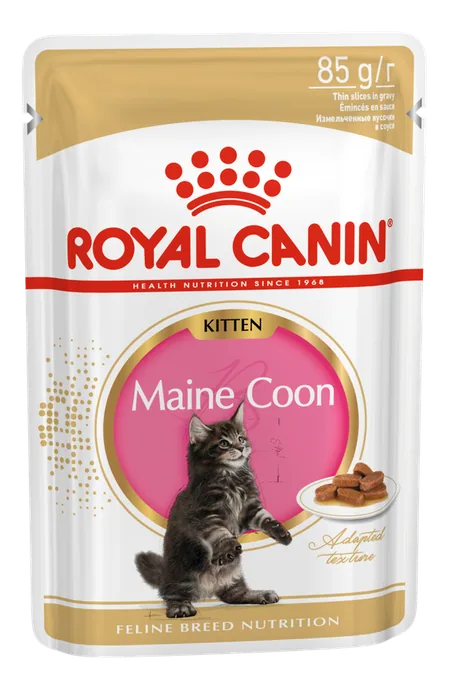 85 g/г
Thin slices in gravy
Émincés en sauce
Измельченные кусочки
в соусе
ROYAL CANIN®
HEALTH NUTRITION SINCE 1968
KITTEN
Maine Coon
Adapted
texture
FELINE BREED NUTRITION